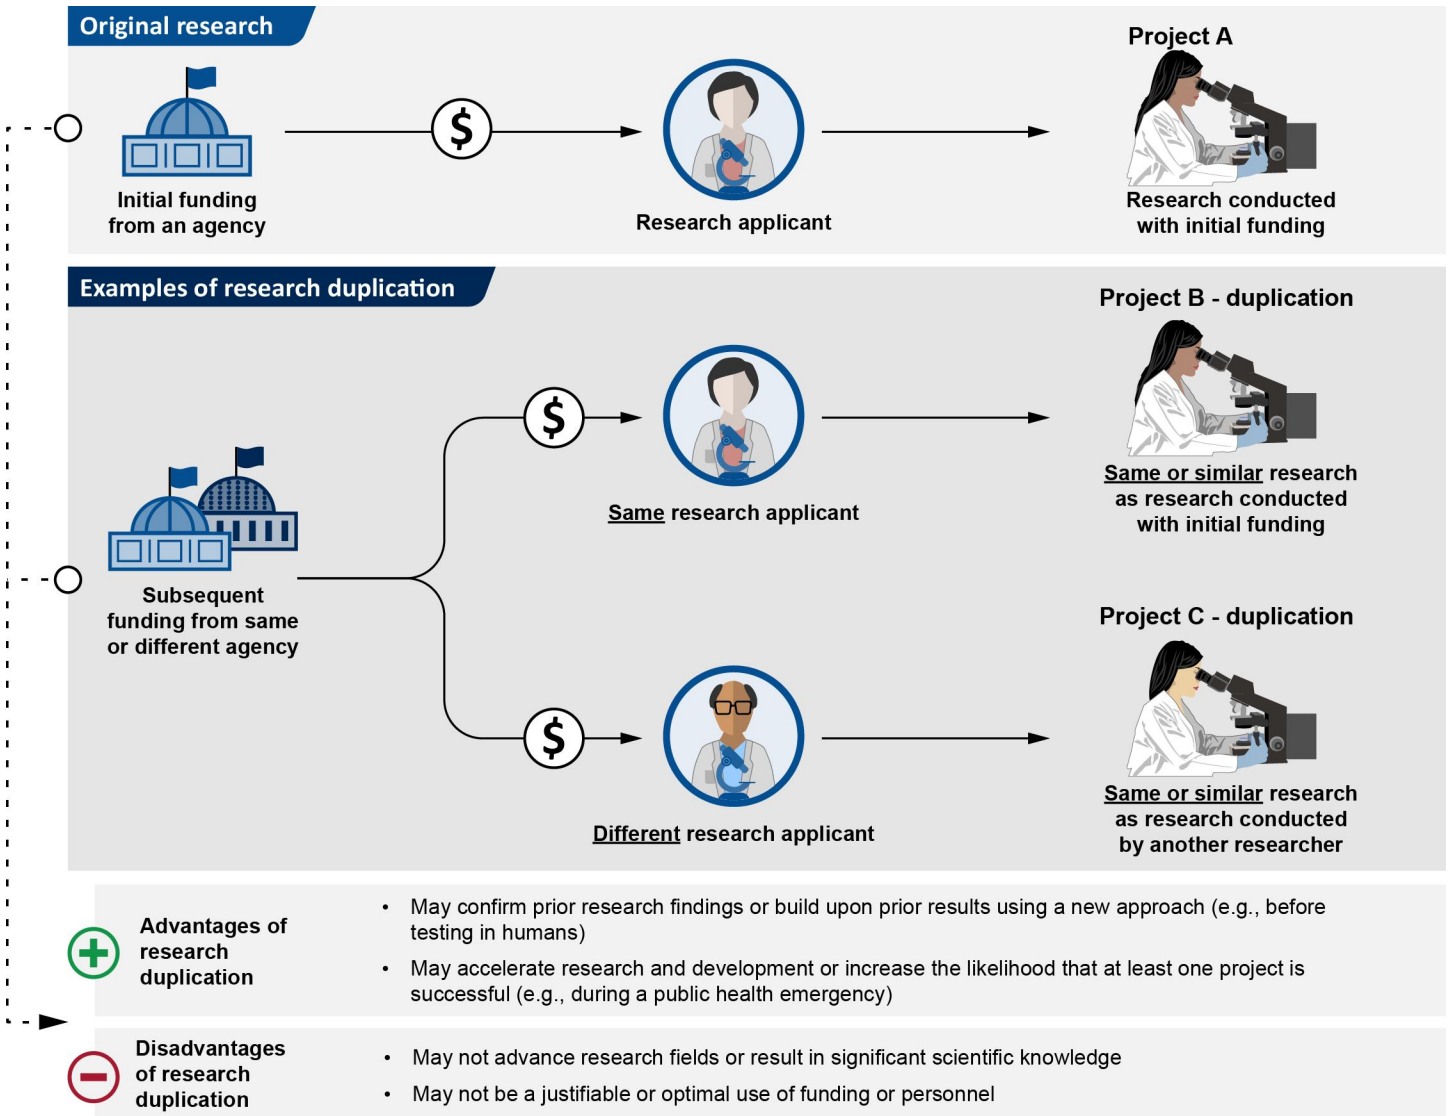 Original research
Project A
$
Initial funding
from an agency
Research applicant
Research conducted
with initial funding
Examples of research duplication
Project B - duplication
$
Same research applicant
Same or similar research
as research conducted
with initial funding
Subsequent
funding from same
or different agency
Project C - duplication
$
Different research applicant
Same or similar research
as research conducted
by another researcher
Advantages of
research
duplication
• May confirm prior research findings or build upon prior results using a new approach (e.g., before
testing in humans)
• May accelerate research and development or increase the likelihood that at least one project is
successful (e.g., during a public health emergency)
Disadvantages
of research
duplication
• May not advance research fields or result in significant scientific knowledge
• May not be a justifiable or optimal use of funding or personnel